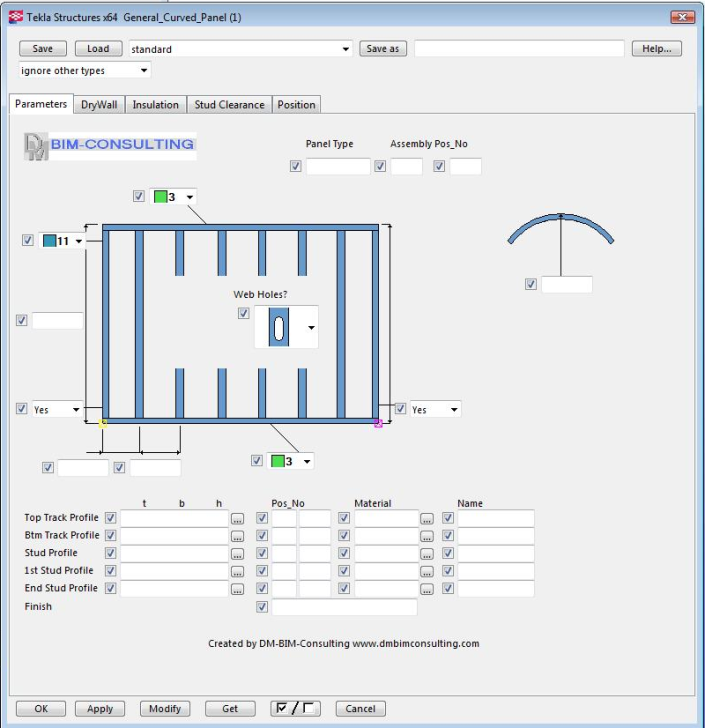 Tekla Structures x64 General_Curved_Panel (1)
Save Load standard Save as Help...
ignore other types
Parameters DryWall Insulation Stud Clearance Position
DM BIM-CONSULTING
Panel Type Assembly Pos_No
3
11
Web Holes?
Yes Yes
3
t b h Pos_No Material Name
Top Track Profile ... ...
Btm Track Profile ... ...
Stud Profile ... ...
1st Stud Profile ... ...
End Stud Profile ... ...
Finish
Created by DM-BIM-Consulting www.dmbimconsulting.com
OK Apply Modify Get / Cancel